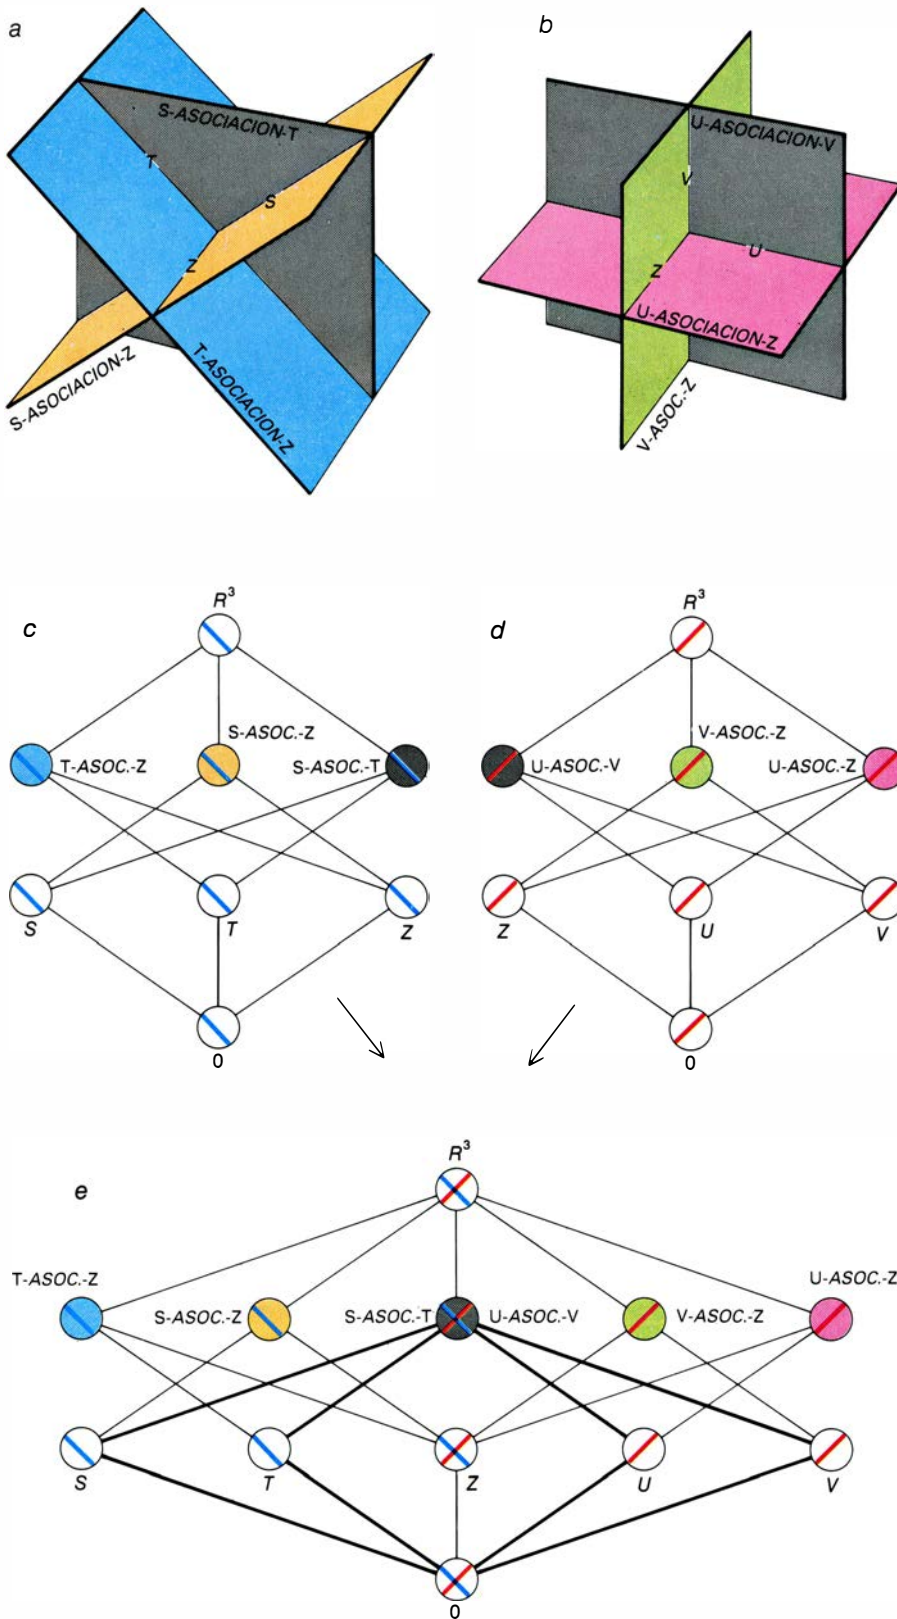 a
S-ASOCIACION-T
T
S
Z
S-ASOCIACION-Z
T-ASOCIACION-Z
b
U-ASOCIACION-V
V
U
Z
U-ASOCIACION-Z
V-ASOC.-Z
c
R³
T-ASOC.-Z
S-ASOC.-Z
S-ASOC.-T
S
T
Z
0
d
R³
U-ASOC.-V
V-ASOC.-Z
U-ASOC.-Z
Z
U
V
0
e
R³
T-ASOC.-Z
S-ASOC.-Z
S-ASOC.-T
U-ASOC.-V
V-ASOC.-Z
U-ASOC.-Z
S
T
Z
U
V
0